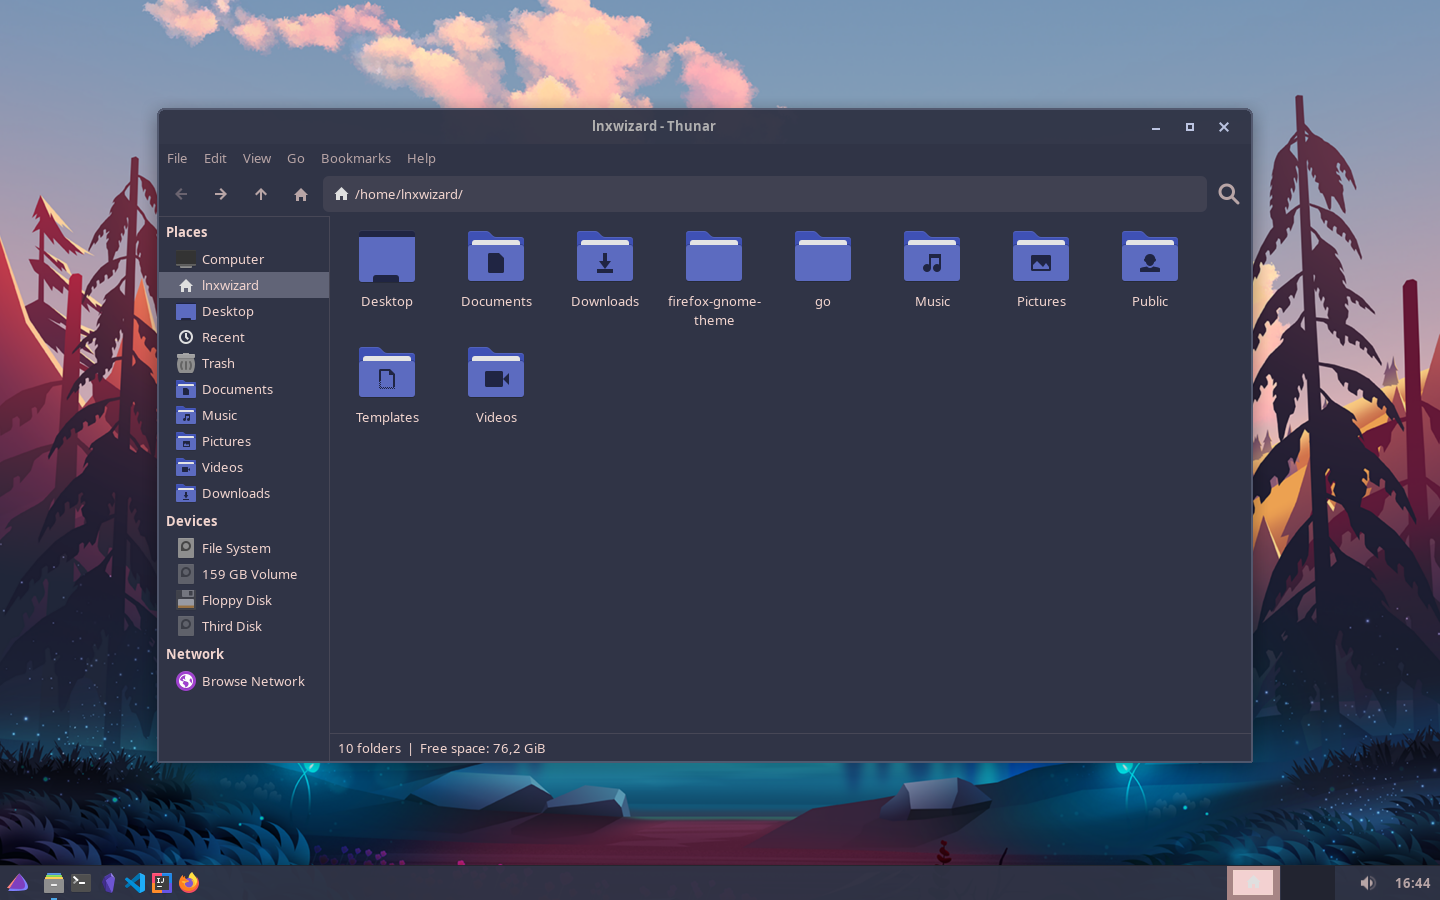 lnxwizard - Thunar
File Edit View Go Bookmarks Help
/home/lnxwizard/
Places
Computer
lnxwizard
Desktop
Recent
Trash
Documents
Music
Pictures
Videos
Downloads
Devices
File System
159 GB Volume
Floppy Disk
Third Disk
Network
Browse Network
Desktop Documents Downloads firefox-gnome- go Music Pictures Public
theme
Templates Videos
10 folders | Free space: 76,2 GiB
IJ
16:44